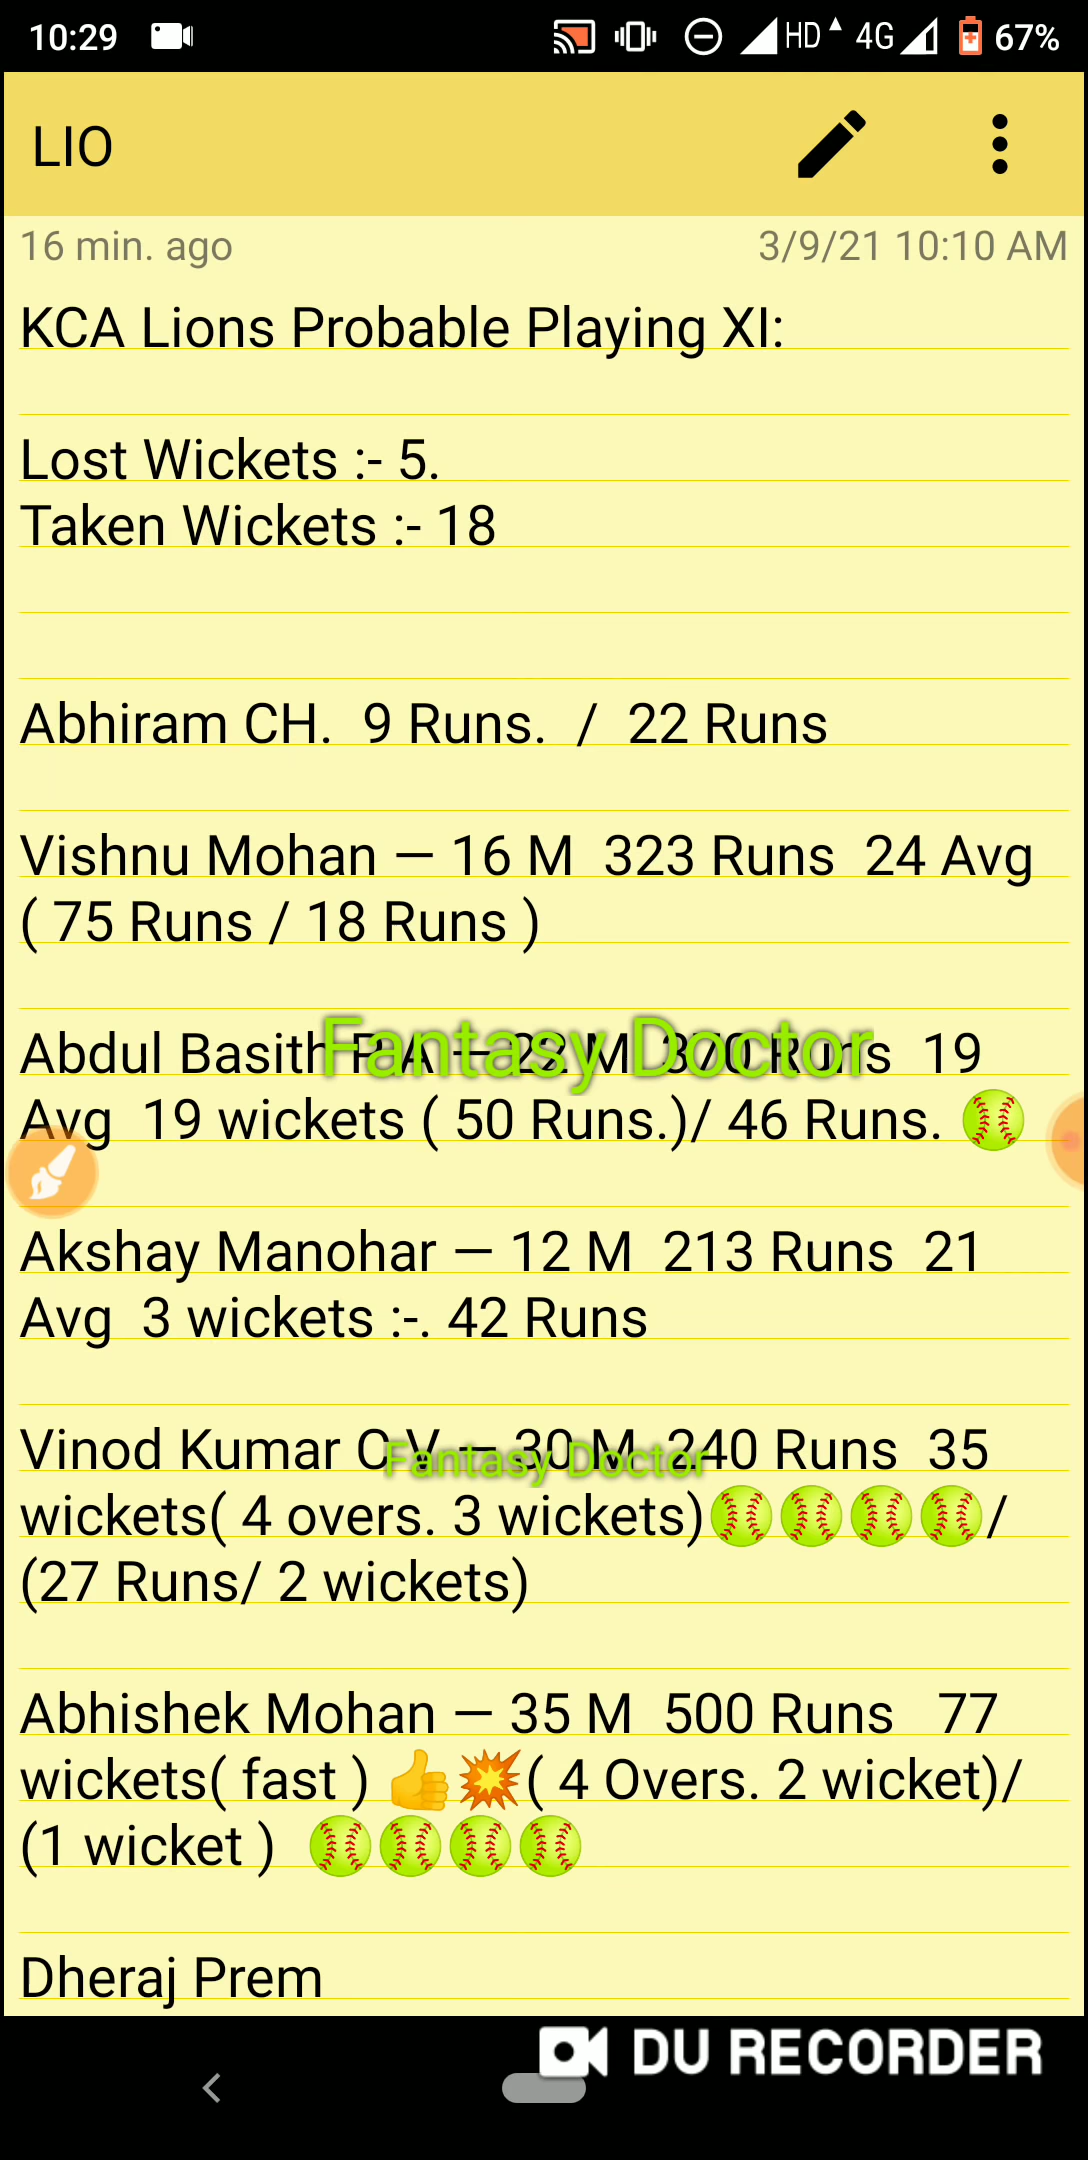 10:29 HD 4G 67%
LIO
16 min. ago 3/9/21 10:10 AM
KCA Lions Probable Playing XI:
Lost Wickets :- 5.
Taken Wickets :- 18
Abhiram CH. 9 Runs. / 22 Runs
Vishnu Mohan — 16 M 323 Runs 24 Avg
( 75 Runs / 18 Runs )
Abdul Basith P A — 22 M 370 Runs 19
Fantasy Doctor
Avg 19 wickets ( 50 Runs.)/ 46 Runs.
Akshay Manohar — 12 M 213 Runs 21
Avg 3 wickets :-. 42 Runs
Vinod Kumar C V — 30 M 240 Runs 35
Fantasy Doctor
wickets( 4 overs. 3 wickets)⚾⚾⚾⚾/
(27 Runs/ 2 wickets)
Abhishek Mohan — 35 M 500 Runs 77
wickets( fast ) 👍💥( 4 Overs. 2 wicket)/
(1 wicket )
Dheraj Prem
DU RECORDER